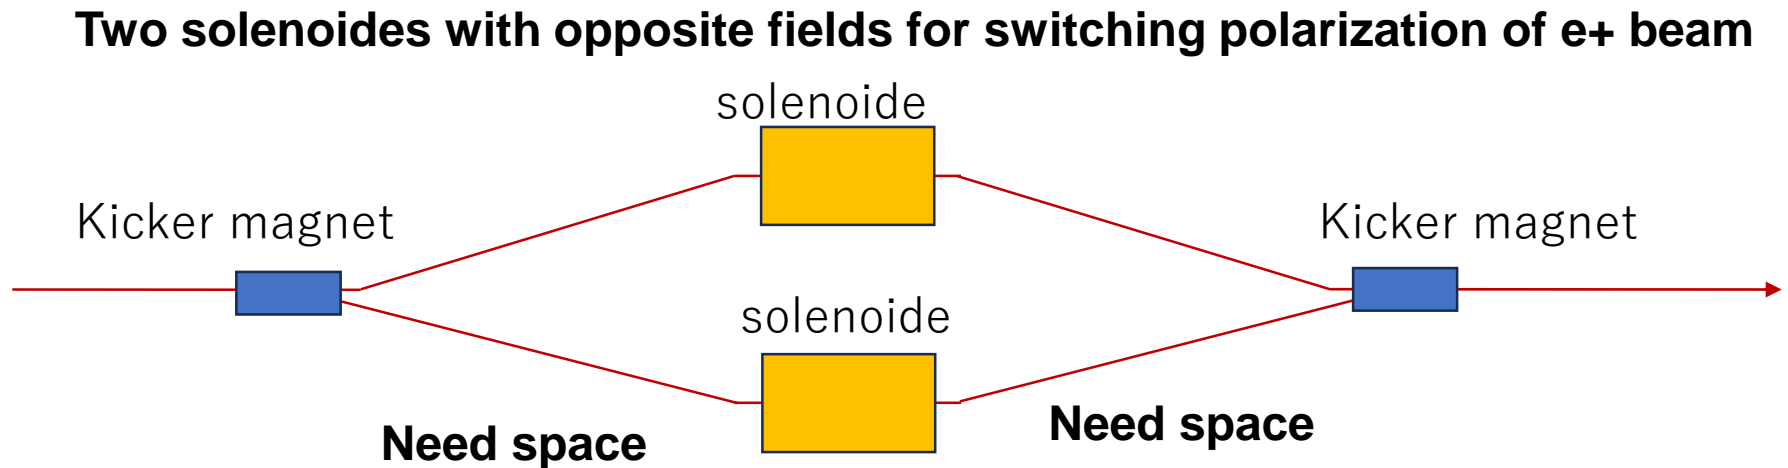 Two solenoides with opposite fields for switching polarization of e+ beam
solenoide
Kicker magnet
Kicker magnet
solenoide
Need space
Need space